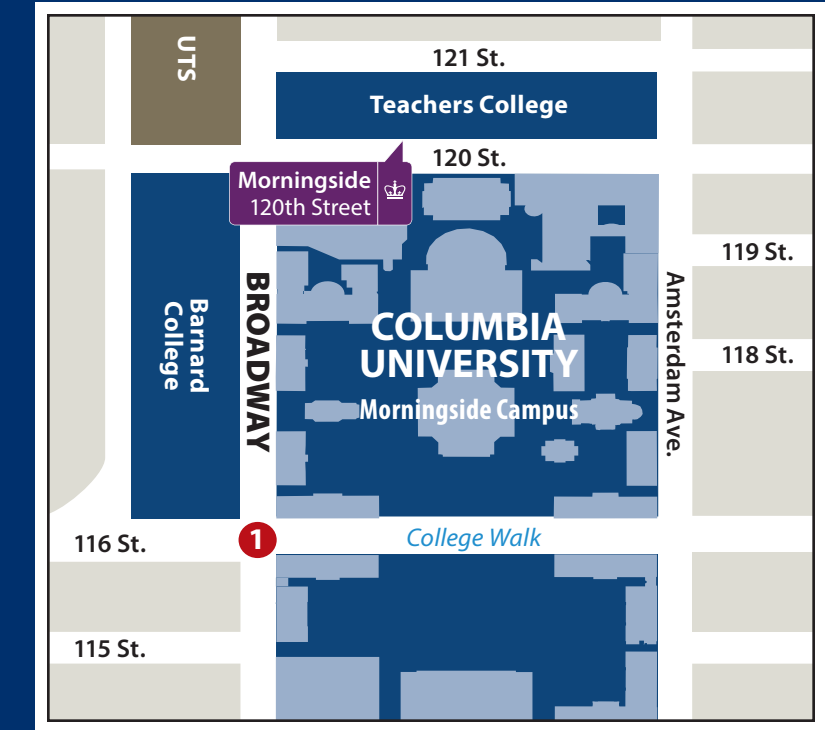 UTS
121 St.
Teachers College
120 St.
Morningside
120th Street
119 St.
Barnard
College
BROADWAY
COLUMBIA
UNIVERSITY
Morningside Campus
Amsterdam Ave.
118 St.
116 St.
1
College Walk
115 St.